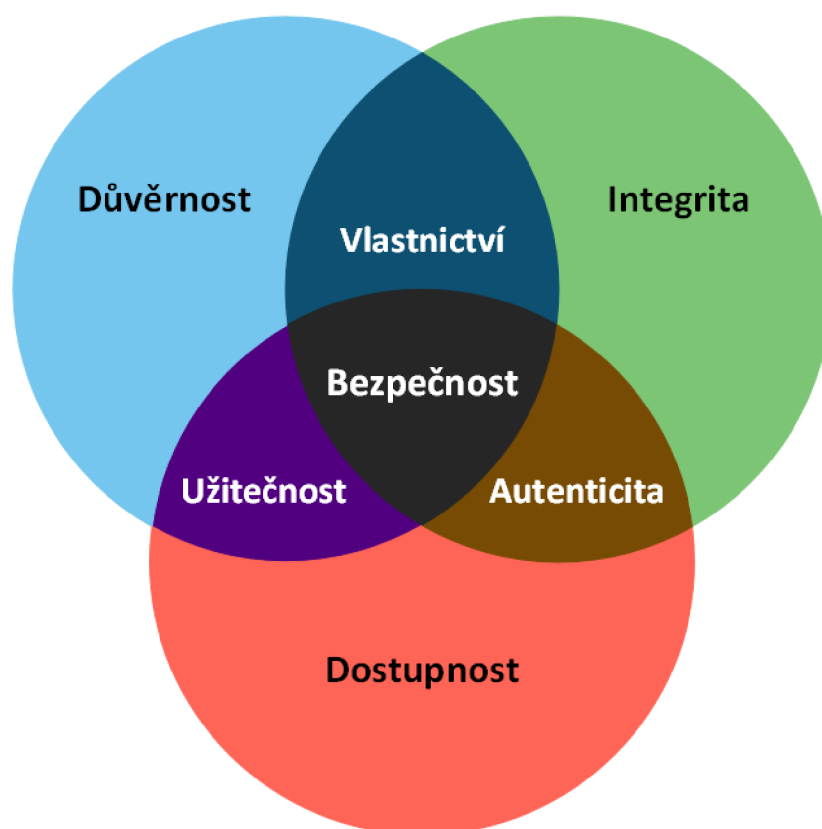 Důvěrnost
Integrita
Vlastnictví
Bezpečnost
Užitečnost
Autenticita
Dostupnost